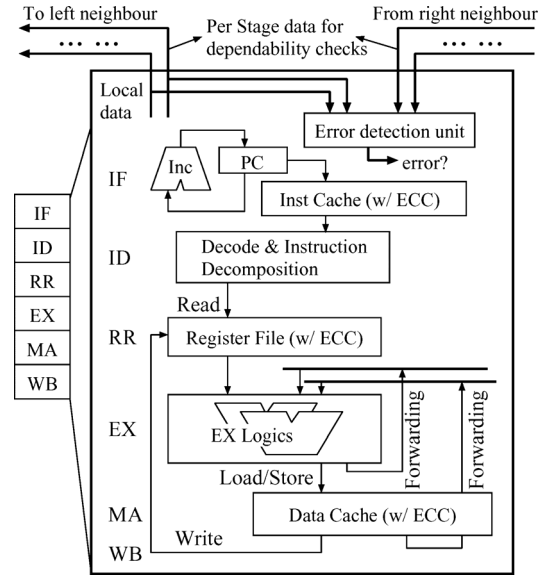 To left neighbour
Per Stage data for
dependability checks
From right neighbour
... ...
... ...
Local
data
Error detection unit
error?
IF
Inc
PC
Inst Cache (w/ ECC)
ID
Decode & Instruction
Decomposition
Read
RR
Register File (w/ ECC)
EX
EX Logics
Forwarding
Forwarding
Load/Store
MA
Data Cache (w/ ECC)
WB
Write
IF
ID
RR
EX
MA
WB